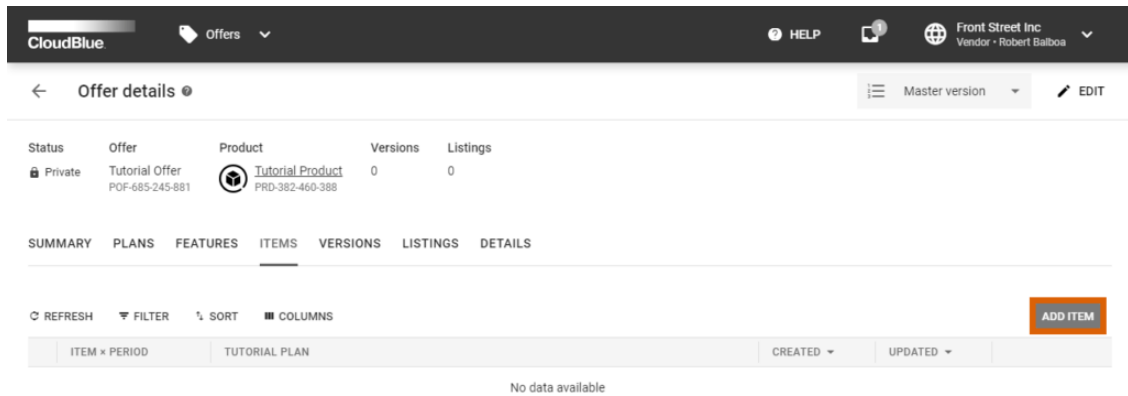 CloudBlue. Offers HELP 1 Front Street Inc
Vendor • Robert Balboa
Offer details Master version EDIT
Status Offer Product Versions Listings
Private Tutorial Offer Tutorial Product 0 0
POF-685-245-881 PRD-382-460-388
SUMMARY PLANS FEATURES ITEMS VERSIONS LISTINGS DETAILS
REFRESH FILTER SORT COLUMNS ADD ITEM
ITEM × PERIOD TUTORIAL PLAN CREATED UPDATED
No data available